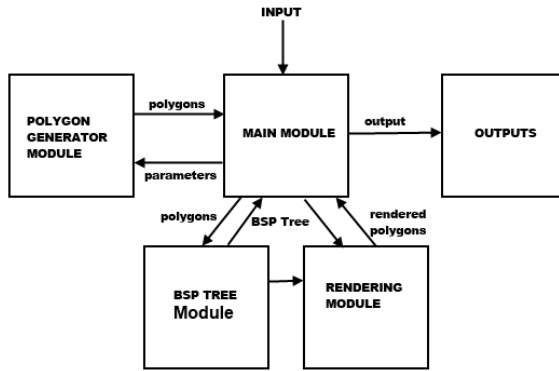 INPUT
polygons
POLYGON
GENERATOR
MODULE
MAIN MODULE
output
OUTPUTS
parameters
polygons
BSP Tree
rendered
polygons
BSP TREE
Module
RENDERING
MODULE